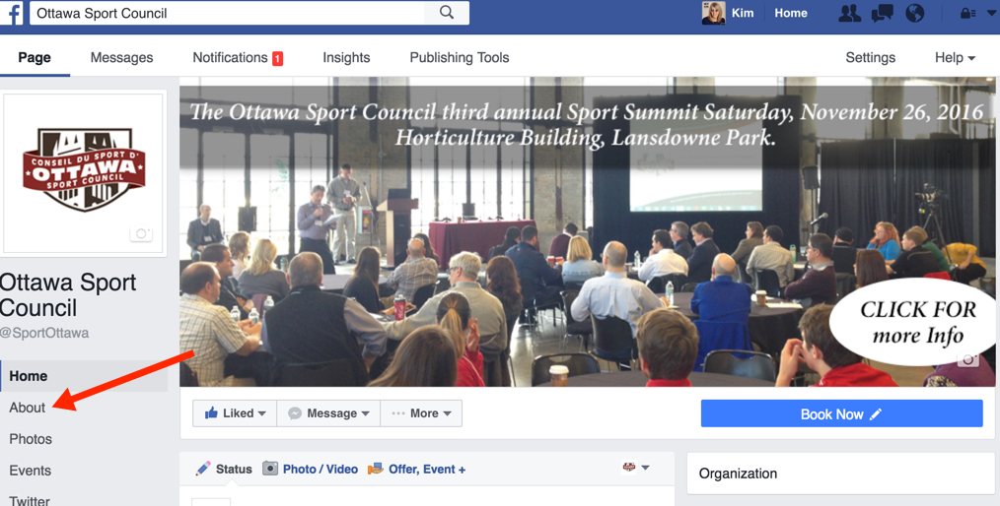 Ottawa Sport Council
Kim Home
Page Messages Notifications 1 Insights Publishing Tools Settings Help
CONSEIL DU SPORT D'
OTTAWA
SPORT COUNCIL
The Ottawa Sport Council third annual Sport Summit Saturday, November 26, 2016
Horticulture Building, Lansdowne Park.
CLICK FOR
more Info
Ottawa Sport
Council
@SportOttawa
Home
About
Photos
Events
Twitter
Liked Message More Book Now
Status Photo / Video Offer, Event +
Organization